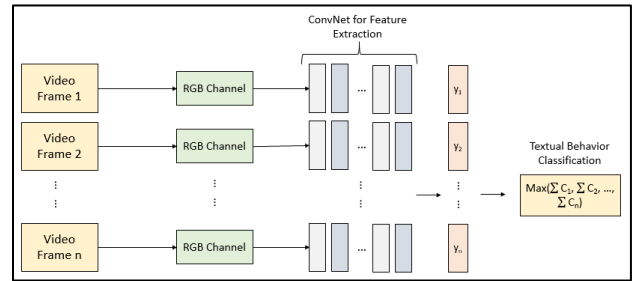 ConvNet for Feature
Extraction
Video
Frame 1
RGB Channel
...
y₁
Video
Frame 2
RGB Channel
...
y₂
Textual Behavior
Classification
Max(∑ C₁, ∑ C₂, ...,
∑ Cₙ)
Video
Frame n
RGB Channel
...
yₙ